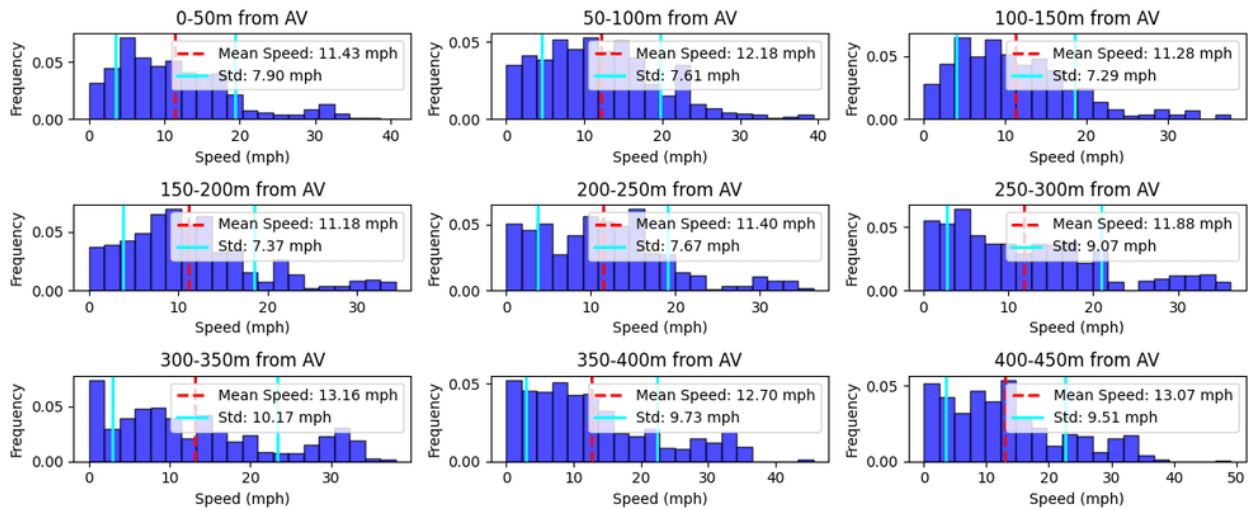 0-50m from AV
Frequency
0.05
0.00
Mean Speed: 11.43 mph
Std: 7.90 mph
0 10 20 30 40
Speed (mph)
50-100m from AV
Frequency
0.05
0.00
Mean Speed: 12.18 mph
Std: 7.61 mph
0 10 20 30 40
Speed (mph)
100-150m from AV
Frequency
0.05
0.00
Mean Speed: 11.28 mph
Std: 7.29 mph
0 10 20 30
Speed (mph)
150-200m from AV
Frequency
0.05
0.00
Mean Speed: 11.18 mph
Std: 7.37 mph
0 10 20 30
Speed (mph)
200-250m from AV
Frequency
0.05
0.00
Mean Speed: 11.40 mph
Std: 7.67 mph
0 10 20 30
Speed (mph)
250-300m from AV
Frequency
0.05
0.00
Mean Speed: 11.88 mph
Std: 9.07 mph
0 10 20 30
Speed (mph)
300-350m from AV
Frequency
0.05
0.00
Mean Speed: 13.16 mph
Std: 10.17 mph
0 10 20 30
Speed (mph)
350-400m from AV
Frequency
0.05
0.00
Mean Speed: 12.70 mph
Std: 9.73 mph
0 10 20 30 40
Speed (mph)
400-450m from AV
Frequency
0.05
0.00
Mean Speed: 13.07 mph
Std: 9.51 mph
0 10 20 30 40 50
Speed (mph)